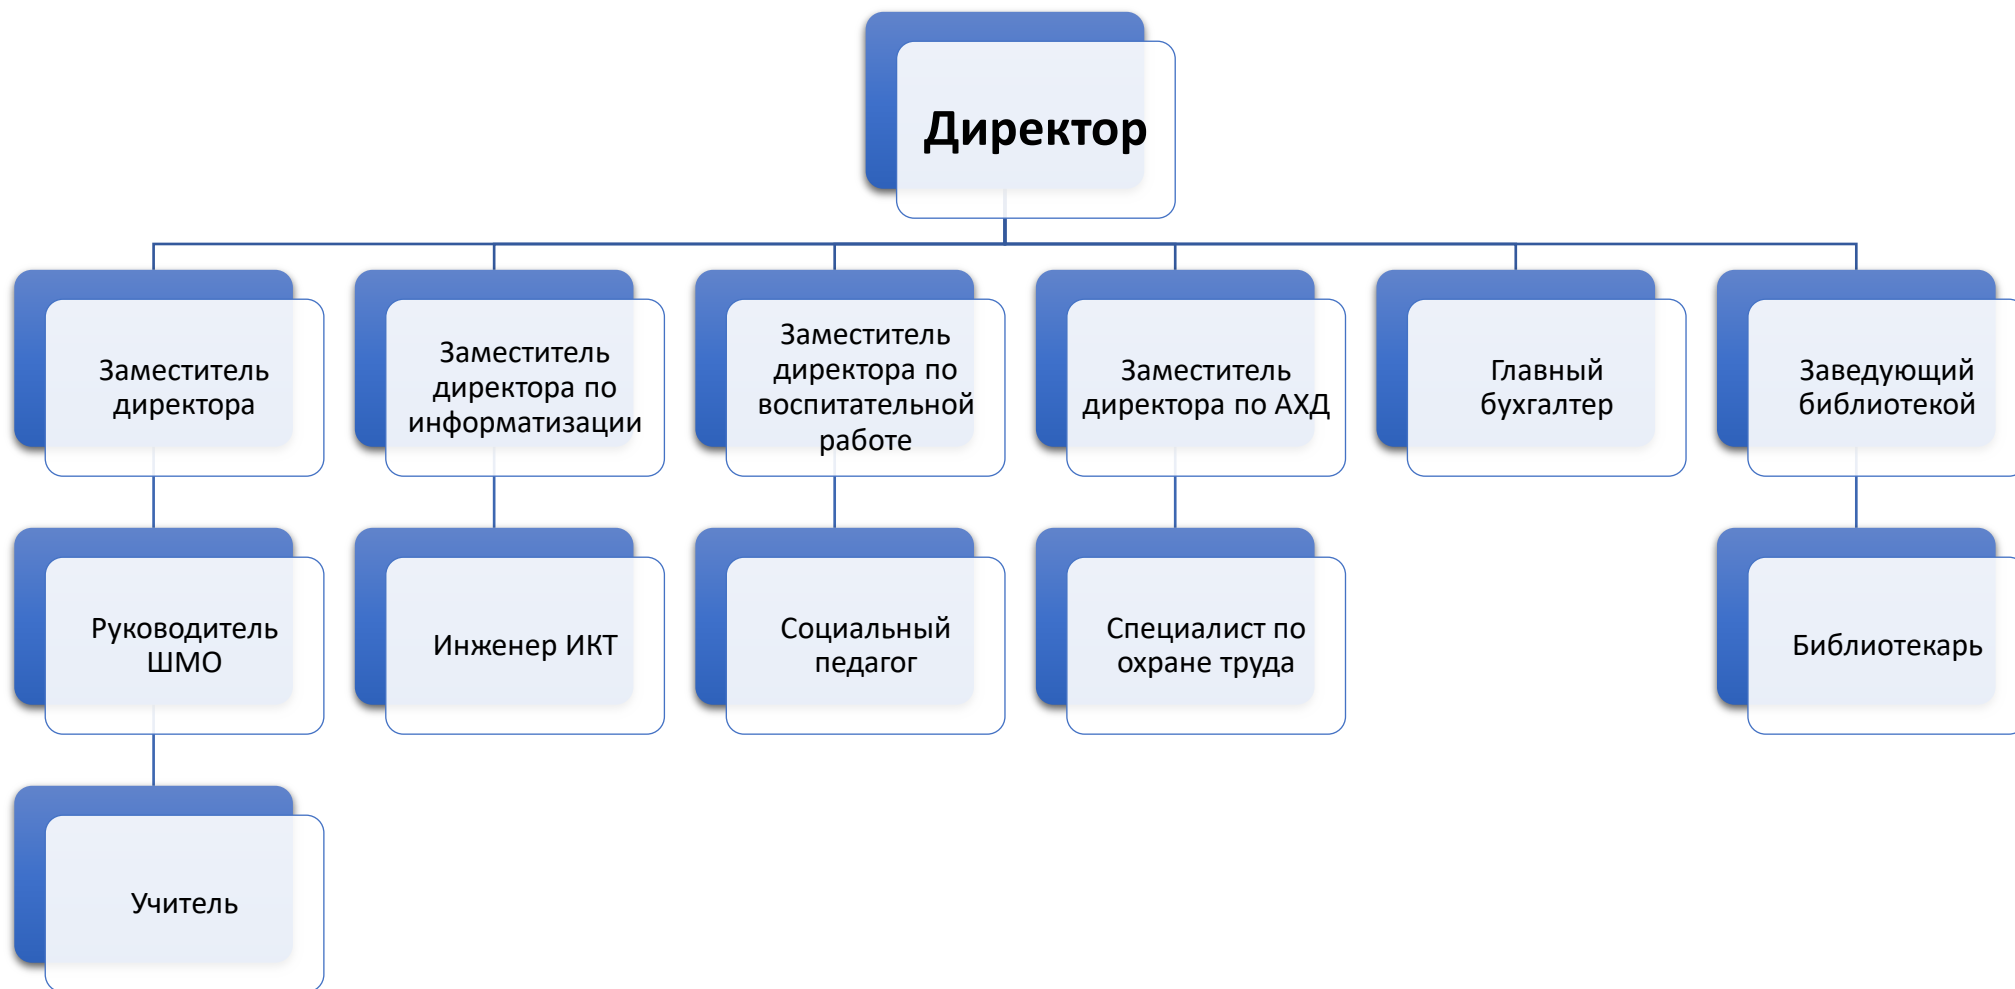 Директор
Заместитель
директора
Заместитель
директора по
информатизации
Заместитель
директора по
воспитательной
работе
Заместитель
директора по АХД
Главный
бухгалтер
Заведующий
библиотекой
Руководитель
ШМО
Инженер ИКТ
Социальный
педагог
Специалист по
охране труда
Библиотекарь
Учитель